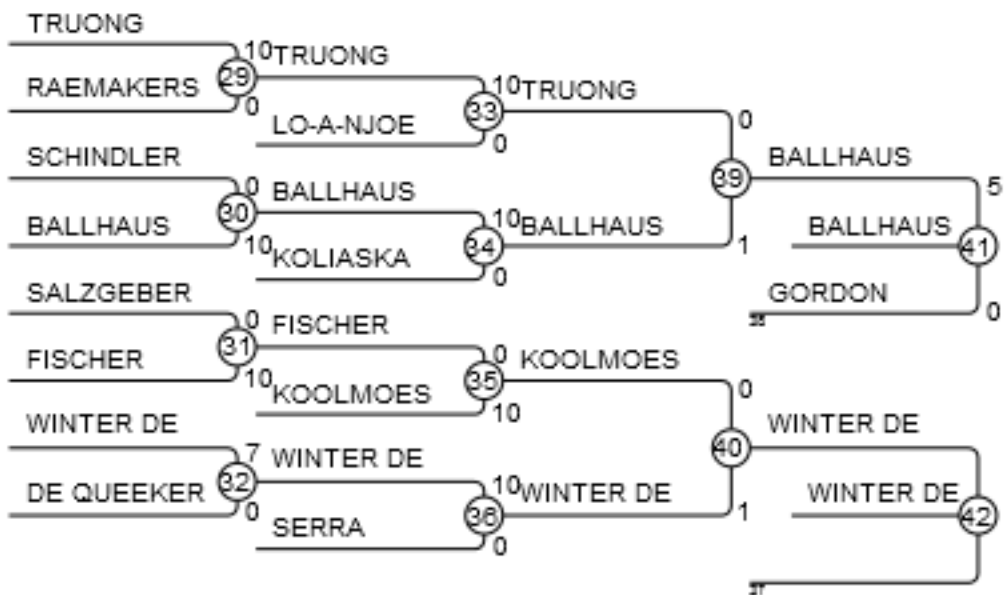 TRUONG
10
29
TRUONG
RAEMAKERS
0
10
33
TRUONG
LO-A-NJOE
0
0
39
BALLHAUS
SCHINDLER
0
30
BALLHAUS
BALLHAUS
10
10
34
BALLHAUS
KOLIASKA
0
1
5
BALLHAUS
41
GORDON
0
SALZGEBER
0
31
FISCHER
FISCHER
10
0
35
KOOLMOES
KOOLMOES
10
0
40
WINTER DE
WINTER DE
7
32
WINTER DE
DE QUEEKER
0
10
36
WINTER DE
SERRA
0
1
WINTER DE
42
37